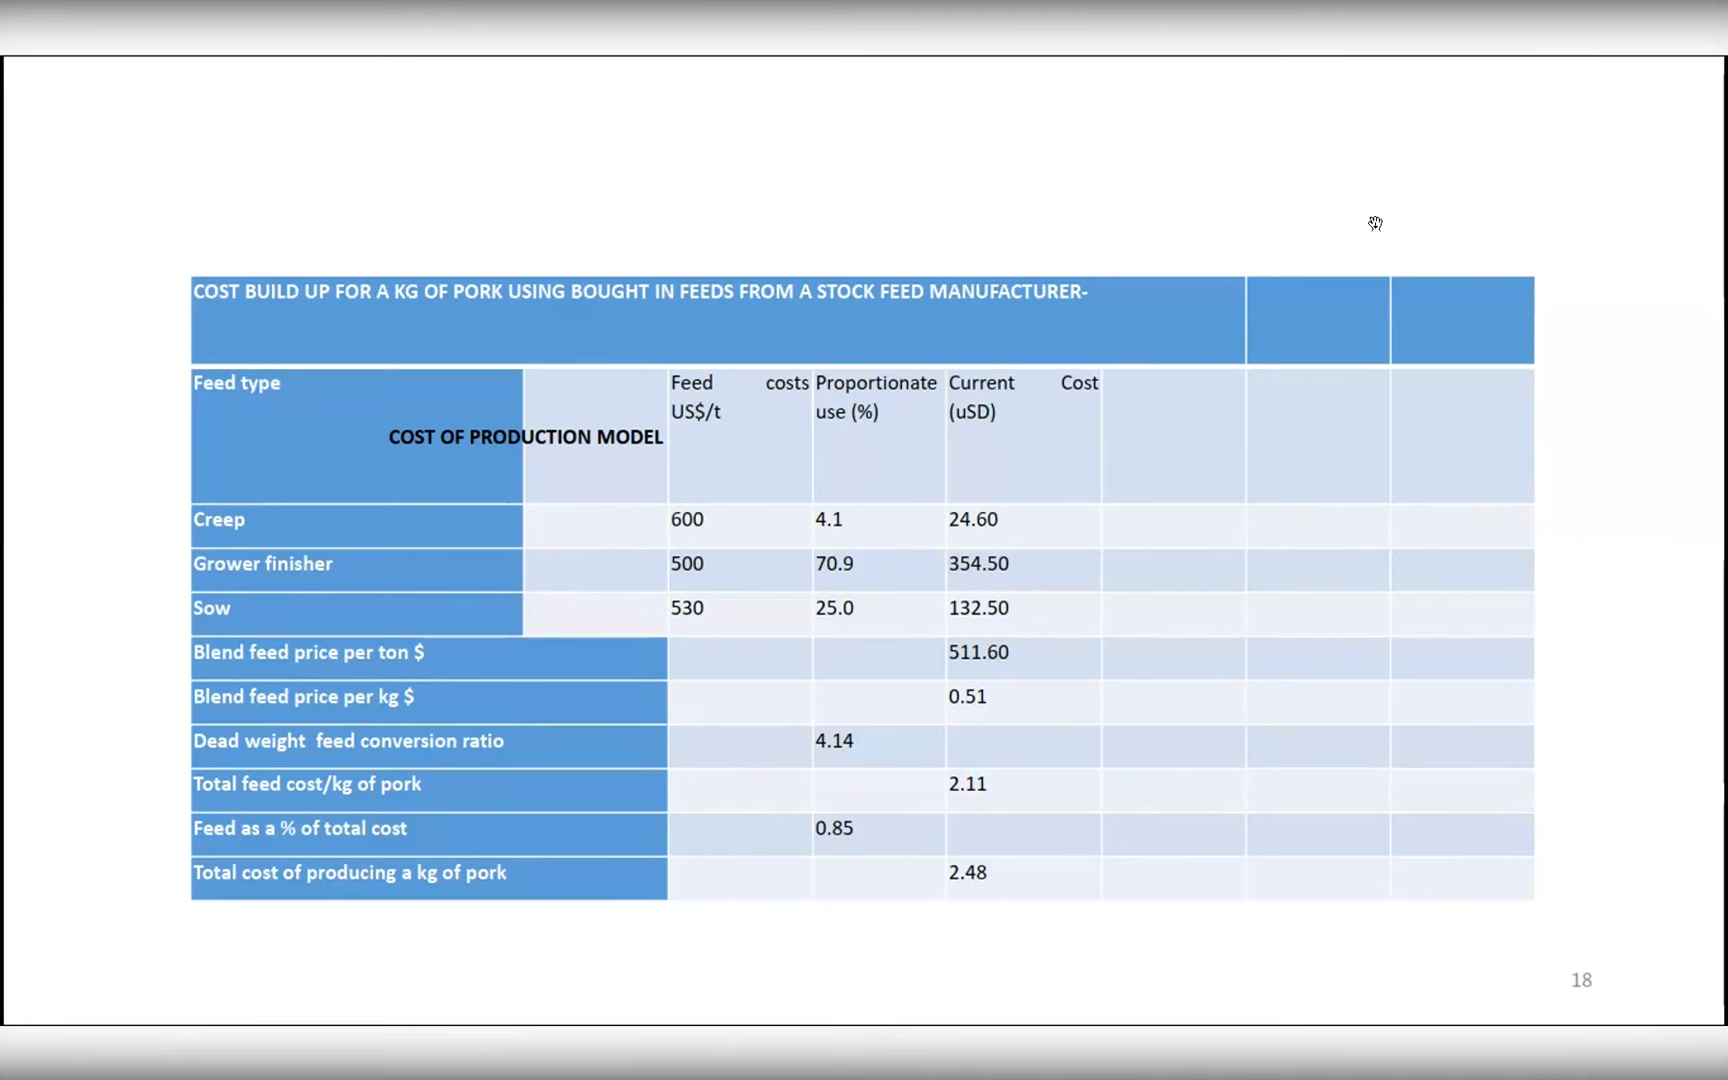 COST BUILD UP FOR A KG OF PORK USING BOUGHT IN FEEDS FROM A STOCK FEED MANUFACTURER-
Feed type
COST OF PRODUCTION MODEL
Feed costs US$/t
Proportionate use (%)
Current Cost (uSD)
Creep 600 4.1 24.60
Grower finisher 500 70.9 354.50
Sow 530 25.0 132.50
Blend feed price per ton $ 511.60
Blend feed price per kg $ 0.51
Dead weight  feed conversion ratio 4.14
Total feed cost/kg of pork 2.11
Feed as a % of total cost 0.85
Total cost of producing a kg of pork 2.48
18